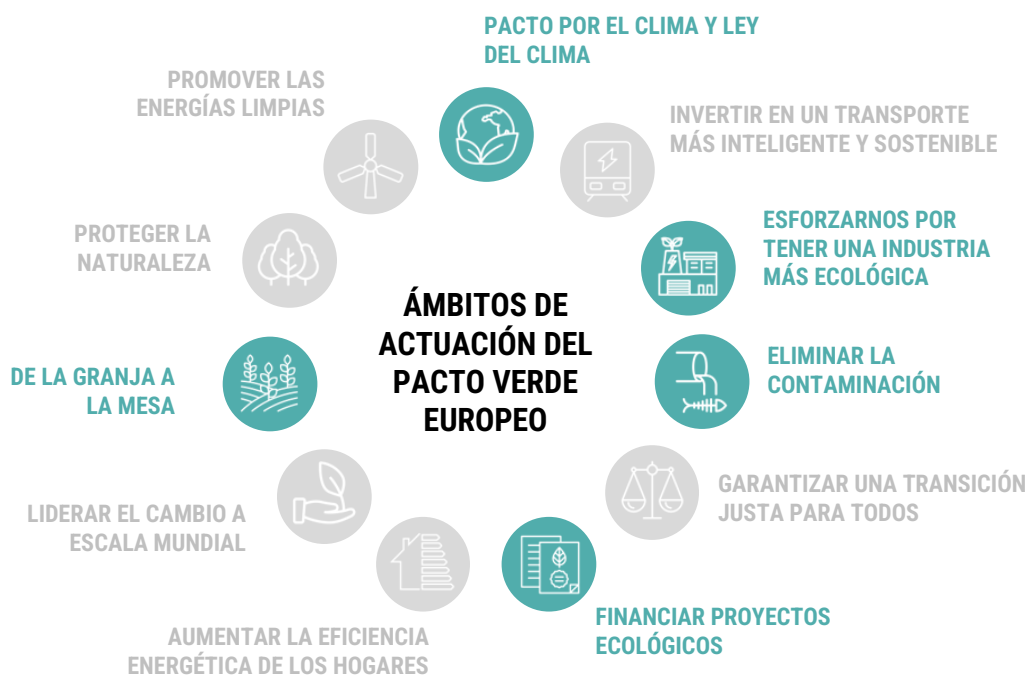 PACTO POR EL CLIMA Y LEY
DEL CLIMA
PROMOVER LAS
ENERGÍAS LIMPIAS
INVERTIR EN UN TRANSPORTE
MÁS INTELIGENTE Y SOSTENIBLE
PROTEGER LA
NATURALEZA
ESFORZARNOS POR
TENER UNA INDUSTRIA
MÁS ECOLÓGICA
ÁMBITOS DE
ACTUACIÓN DEL
PACTO VERDE
EUROPEO
DE LA GRANJA A
LA MESA
ELIMINAR LA
CONTAMINACIÓN
LIDERAR EL CAMBIO A
ESCALA MUNDIAL
GARANTIZAR UNA TRANSICIÓN
JUSTA PARA TODOS
AUMENTAR LA EFICIENCIA
ENERGÉTICA DE LOS HOGARES
FINANCIAR PROYECTOS
ECOLÓGICOS